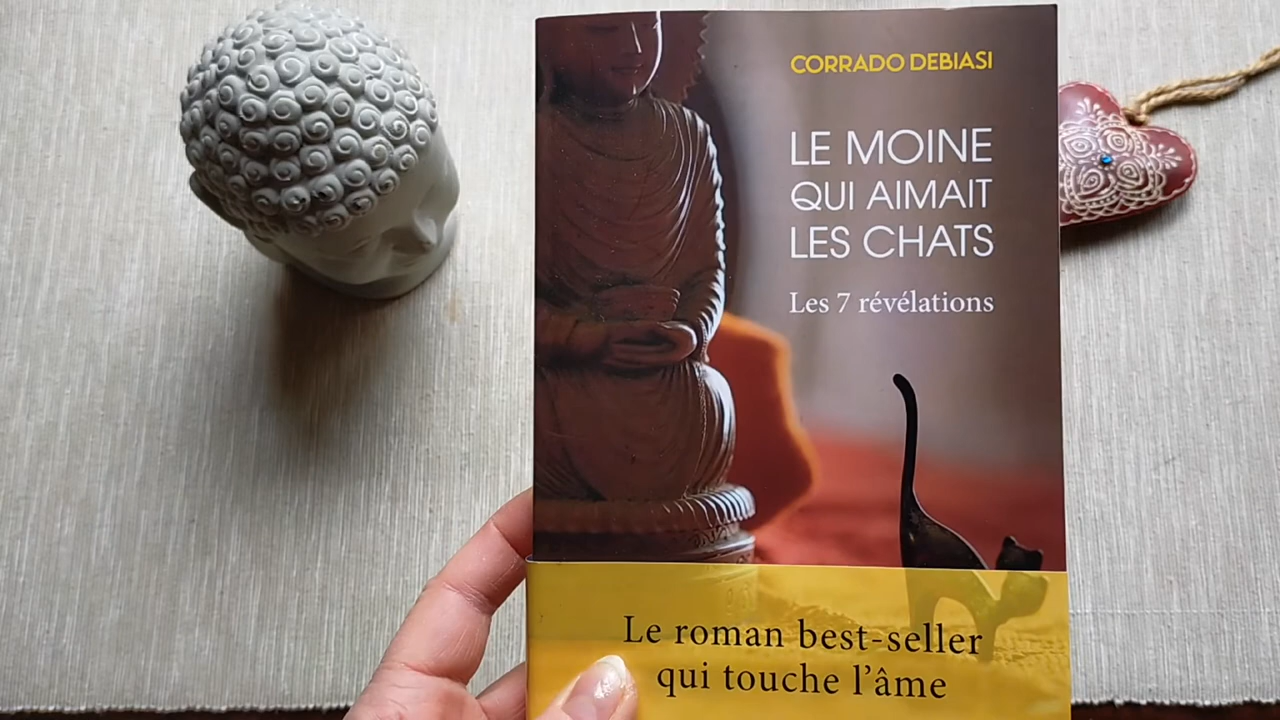 CORRADO DEBIASI
LE MOINE
QUI AIMAIT
LES CHATS
Les 7 révélations
Le roman best-seller
qui touche l'âme